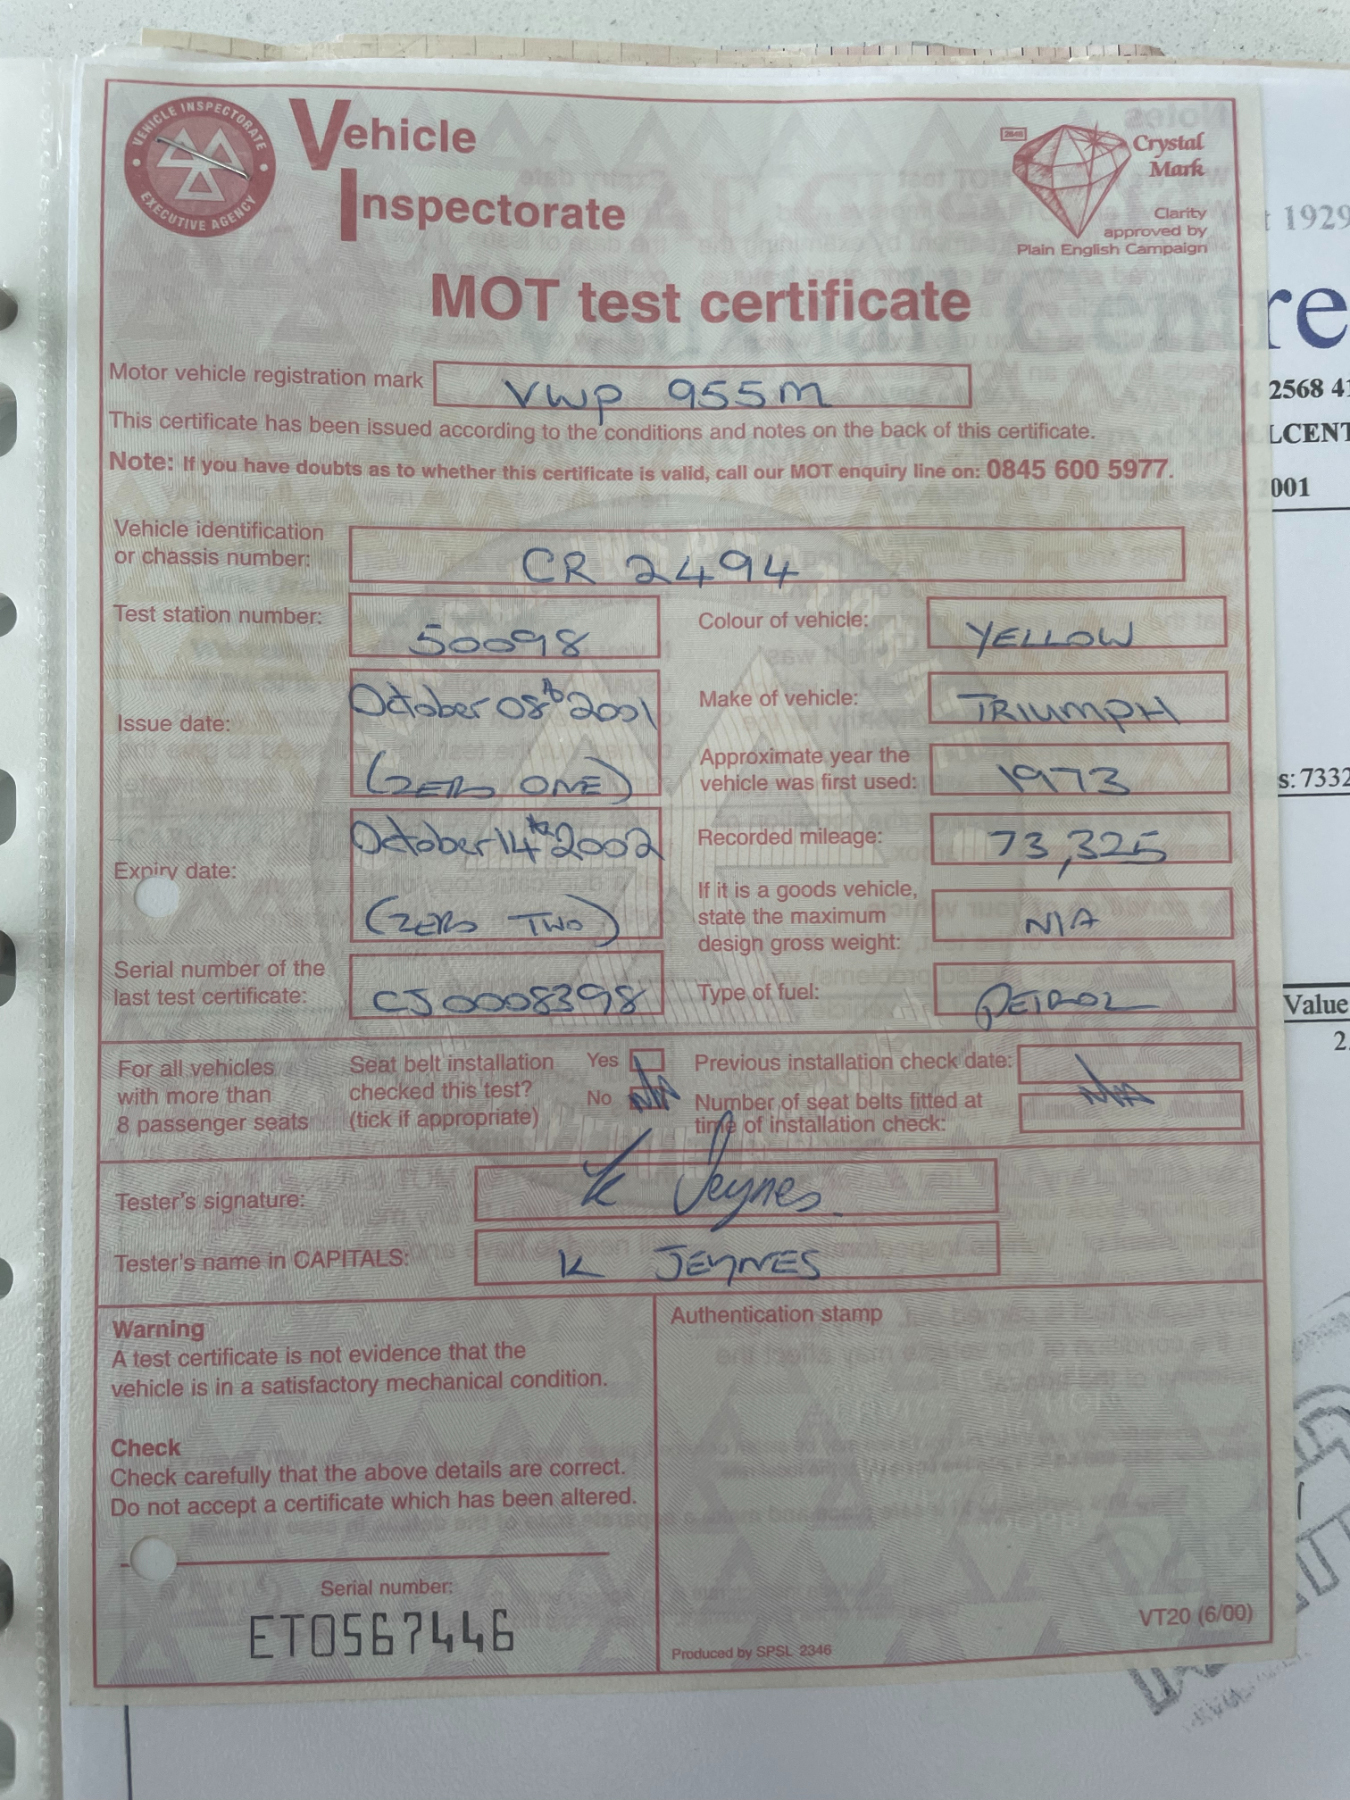 VEHICLE INSPECTORATE
EXECUTIVE AGENCY
Vehicle
Inspectorate
2646
Crystal
Mark
Clarity
approved by
Plain English Campaign
MOT test certificate
Motor vehicle registration mark VWP 955M
This certificate has been issued according to the conditions and notes on the back of this certificate.
Note: If you have doubts as to whether this certificate is valid, call our MOT enquiry line on: 0845 600 5977.
Vehicle identification
or chassis number: CR 2494
Test station number: 50098
Colour of vehicle: YELLOW
Issue date: October 08th 2001
(ZERO ONE)
Make of vehicle: TRIUMPH
Approximate year the
vehicle was first used: 1973
Expiry date: October 14th 2002
(ZERO TWO)
Recorded mileage: 73,325
If it is a goods vehicle,
state the maximum
design gross weight: N/A
Serial number of the
last test certificate: CJ0008398
Type of fuel: PETROL
For all vehicles
with more than
8 passenger seats
Seat belt installation
checked this test?
(tick if appropriate)
Yes
No N/A
Previous installation check date: N/A
Number of seat belts fitted at
time of installation check:
Tester's signature: K Jeynes
Tester's name in CAPITALS: K JEYNES
Warning
A test certificate is not evidence that the
vehicle is in a satisfactory mechanical condition.
Check
Check carefully that the above details are correct.
Do not accept a certificate which has been altered.
Serial number:
ET0567446
Authentication stamp
Produced by SPSL 2346
VT20 (6/00)
1929
re
2568 41
LCENT
001
s: 7332
Value
2.